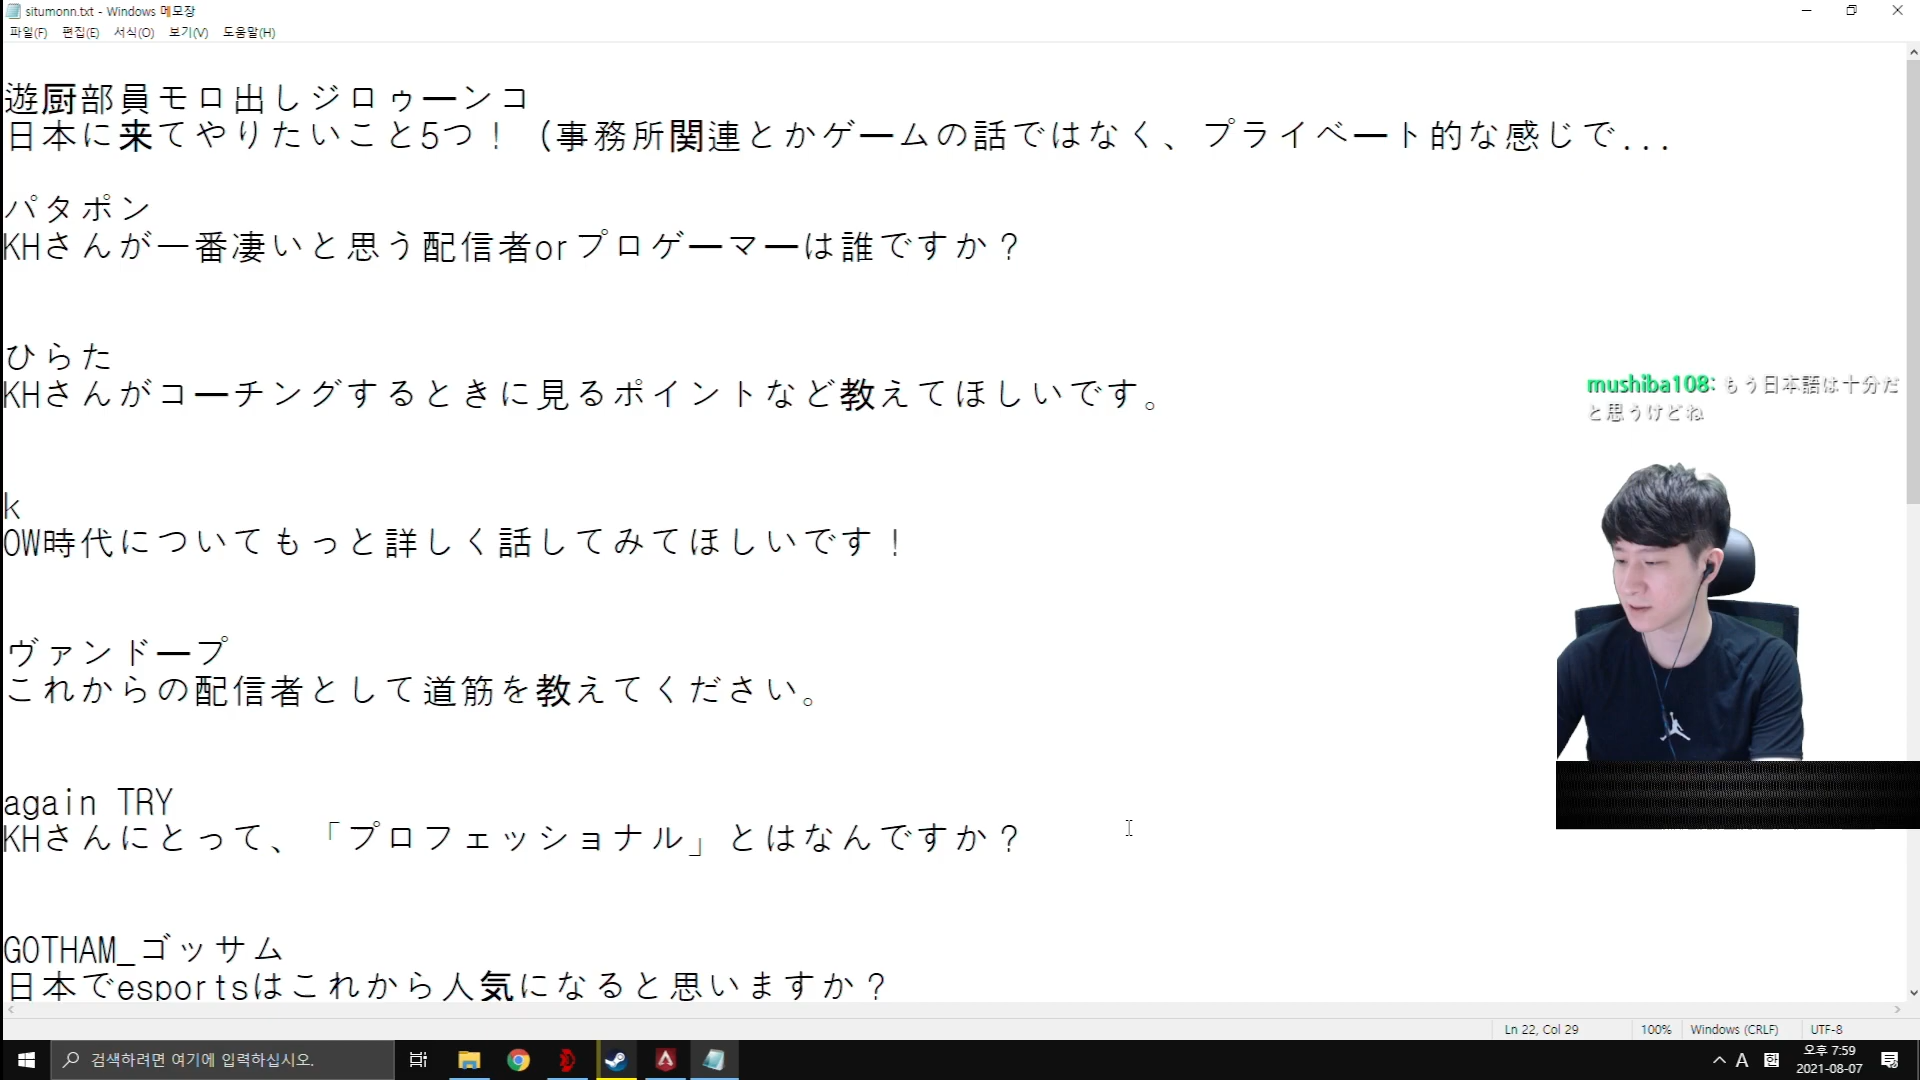 situmonn.txt - Windows 메모장
파일(F) 편집(E) 서식(O) 보기(V) 도움말(H)
遊厨部員モロ出しジロゥーンコ
日本に来てやりたいこと5つ！（事務所関連とかゲームの話ではなく、プライベート的な感じで...
パタポン
KHさんが一番凄いと思う配信者orプロゲーマーは誰ですか？
ひらた
KHさんがコーチングするときに見るポイントなど教えてほしいです。
k
OW時代についてもっと詳しく話してみてほしいです！
ヴァンドープ
これからの配信者として道筋を教えてください。
again TRY
KHさんにとって、「プロフェッショナル」とはなんですか？
GOTHAM_ゴッサム
日本でesportsはこれから人気になると思いますか？
mushiba108: もう日本語は十分だ
と思うけどね
Ln 22, Col 29 100% Windows (CRLF) UTF-8
검색하려면 여기에 입력하십시오.
A 한
오후 7:59
2021-08-07